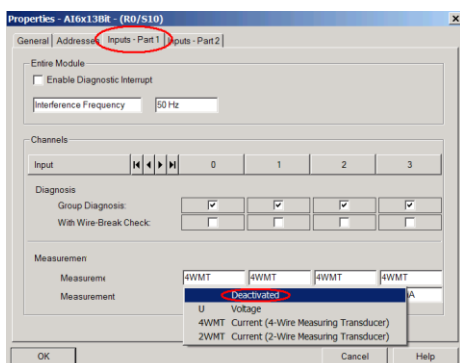 Properties - AI6x13Bit - (R0/S10)
General Addresses Inputs - Part 1 Inputs - Part 2
Entire Module
Enable Diagnostic Interrupt
Interference Frequency 50 Hz
Channels
Input 0 1 2 3
Diagnosis
Group Diagnosis:
With Wire-Break Check:
Measuremen
Measureme 4WMT 4WMT 4WMT 4WMT
Measurement
Deactivated
U Voltage
4WMT Current (4-Wire Measuring Transducer)
2WMT Current (2-Wire Measuring Transducer)
OK Cancel Help